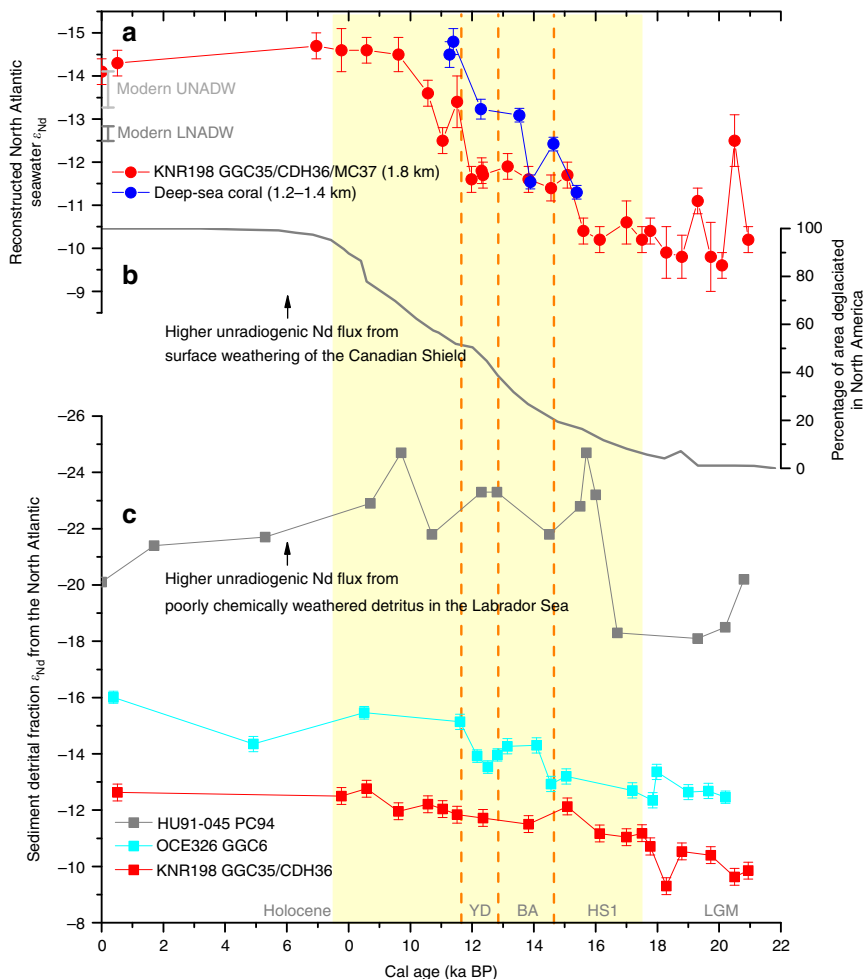 a
Reconstructed North Atlantic
seawater εNd
−15
−14
−13
−12
−11
−10
−9
Modern UNADW
Modern LNADW
KNR198 GGC35/CDH36/MC37 (1.8 km)
Deep-sea coral (1.2–1.4 km)
b
Higher unradiogenic Nd flux from
surface weathering of the Canadian Shield
100
80
60
40
20
0
Percentage of area deglaciated
in North America
c
Sediment detrital fraction εNd from the North Atlantic
−26
−24
−22
−20
−18
−16
−14
−12
−10
−8
Higher unradiogenic Nd flux from
poorly chemically weathered detritus in the Labrador Sea
HU91-045 PC94
OCE326 GGC6
KNR198 GGC35/CDH36
Holocene YD BA HS1 LGM
0 2 4 6 0 10 12 14 16 18 20 22
Cal age (ka BP)